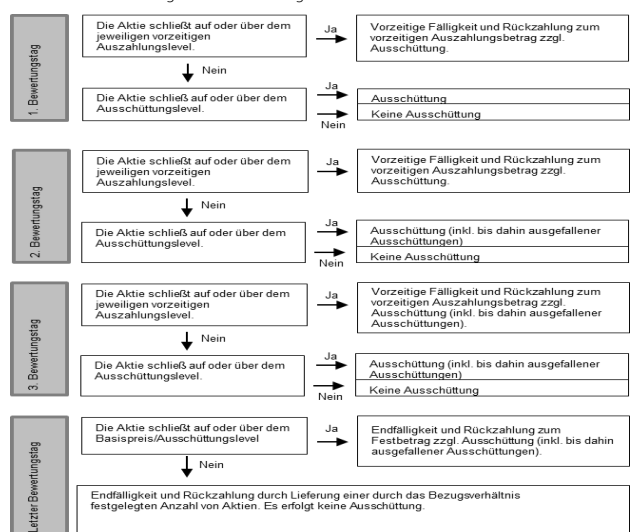 1. Bewertungstag
Die Aktie schließt auf oder über dem
jeweiligen vorzeitigen
Auszahlungslevel.
Ja
Vorzeitige Fälligkeit und Rückzahlung zum
vorzeitigen Auszahlungsbetrag zzgl.
Ausschüttung.
Nein
Die Aktie schließ auf oder über dem
Ausschüttungslevel.
Ja
Ausschüttung
Nein
Keine Ausschüttung
2. Bewertungstag
Die Aktie schließt auf oder über dem
jeweiligen vorzeitigen
Auszahlungslevel.
Ja
Vorzeitige Fälligkeit und Rückzahlung zum
vorzeitigen Auszahlungsbetrag zzgl.
Ausschüttung.
Nein
Die Aktie schließ auf oder über dem
Ausschüttungslevel.
Ja
Ausschüttung (inkl. bis dahin ausgefallener
Ausschüttungen)
Nein
Keine Ausschüttung
3. Bewertungstag
Die Aktie schließt auf oder über dem
jeweiligen vorzeitigen
Auszahlungslevel.
Ja
Vorzeitige Fälligkeit und Rückzahlung zum
vorzeitigen Auszahlungsbetrag zzgl.
Ausschüttung (inkl. bis dahin ausgefallener
Ausschüttungen).
Nein
Die Aktie schließ auf oder über dem
Ausschüttungslevel.
Ja
Ausschüttung (inkl. bis dahin ausgefallener
Ausschüttungen)
Nein
Keine Ausschüttung
Letzter Bewertungstag
Die Aktie schließt auf oder über dem
Basispreis/Ausschüttungslevel
Ja
Endfälligkeit und Rückzahlung zum
Festbetrag zzgl. Ausschüttung (inkl. bis dahin
ausgefallener Ausschüttungen).
Nein
Endfälligkeit und Rückzahlung durch Lieferung einer durch das Bezugsverhältnis
festgelegten Anzahl von Aktien. Es erfolgt keine Ausschüttung.